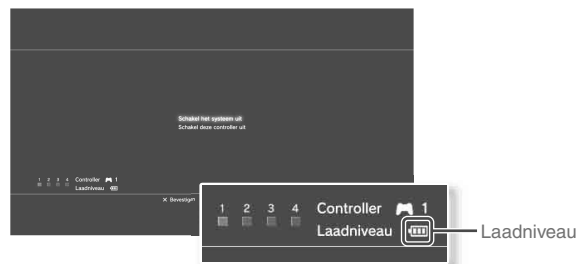 Schakel het systeem uit
Schakel deze controller uit
1 2 3 4 Controller 1
Laadniveau
X Bevestigen
1 2 3 4 Controller 1
Laadniveau
Laadniveau